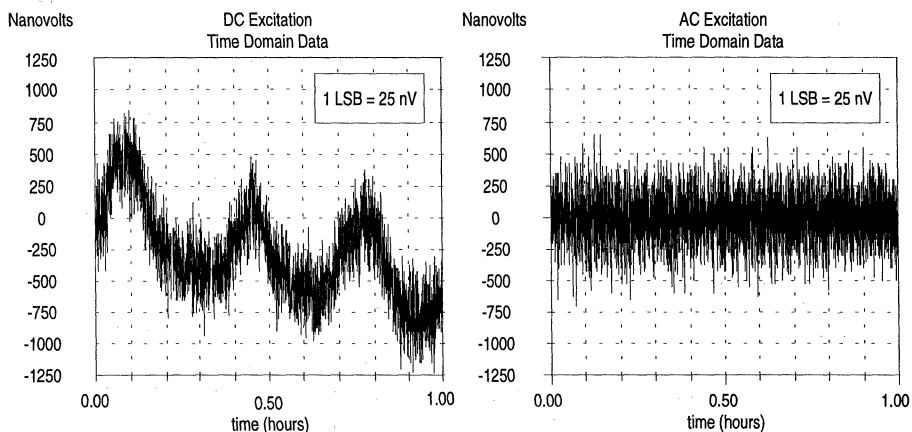 Nanovolts
DC Excitation
Time Domain Data
1250
1000
750
500
250
0
-250
-500
-750
-1000
-1250
1 LSB = 25 nV
0.00
0.50
1.00
time (hours)
Nanovolts
AC Excitation
Time Domain Data
1250
1000
750
500
250
0
-250
-500
-750
-1000
-1250
1 LSB = 25 nV
0.00
0.50
1.00
time (hours)